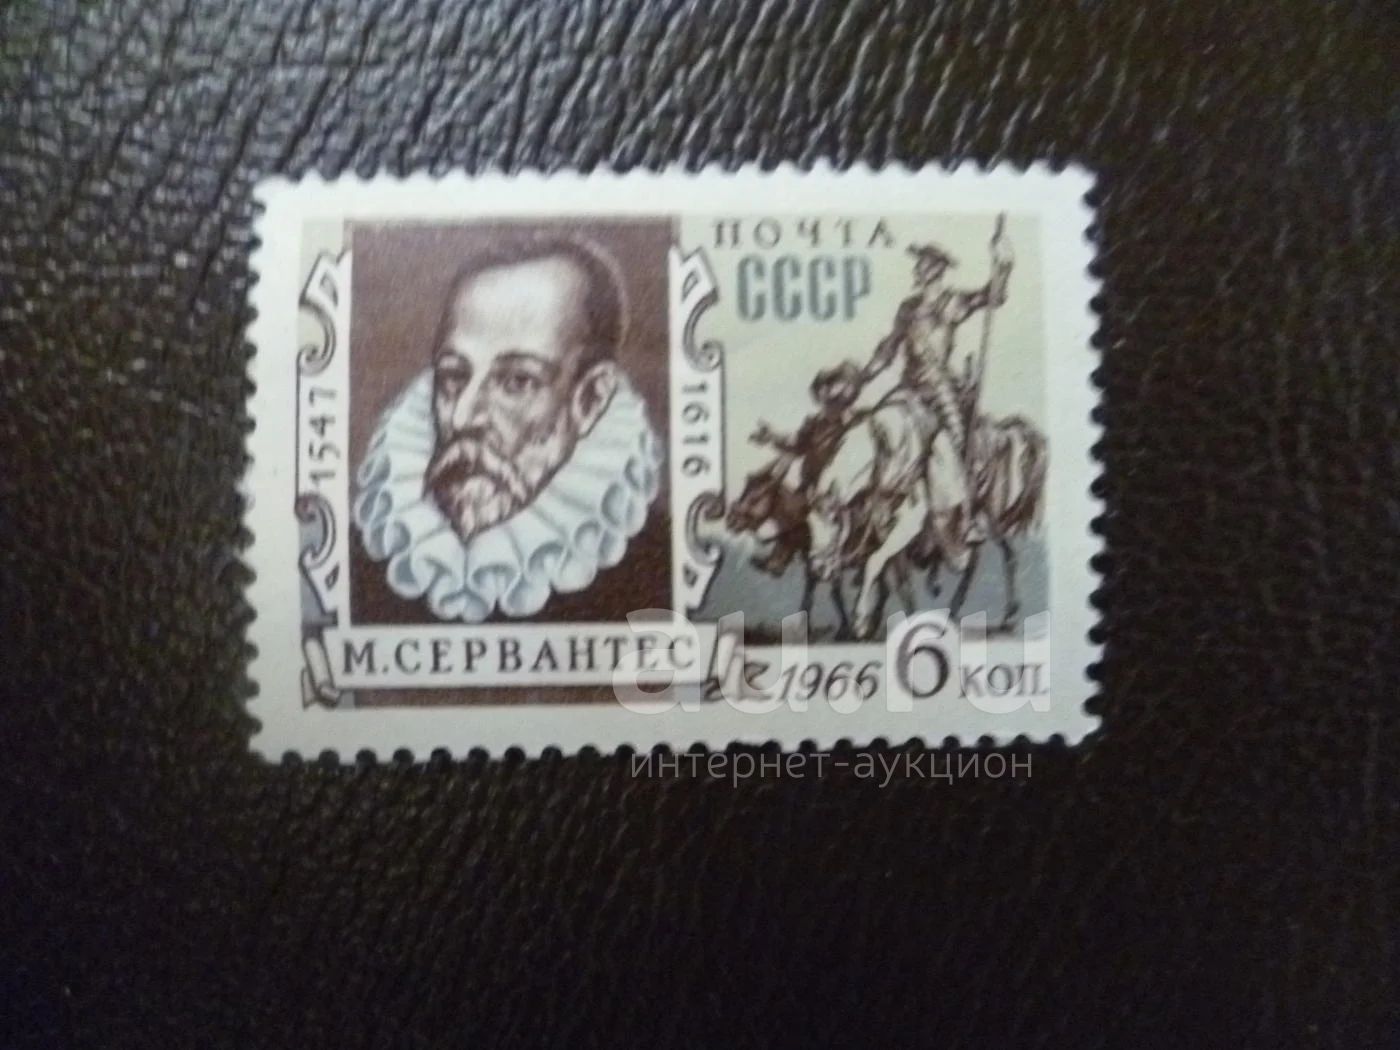 ПОЧТА
СССР
1547
1616
М.СЕРВАНТЕС
1966 6 КОП.
au.ru
интернет-аукцион